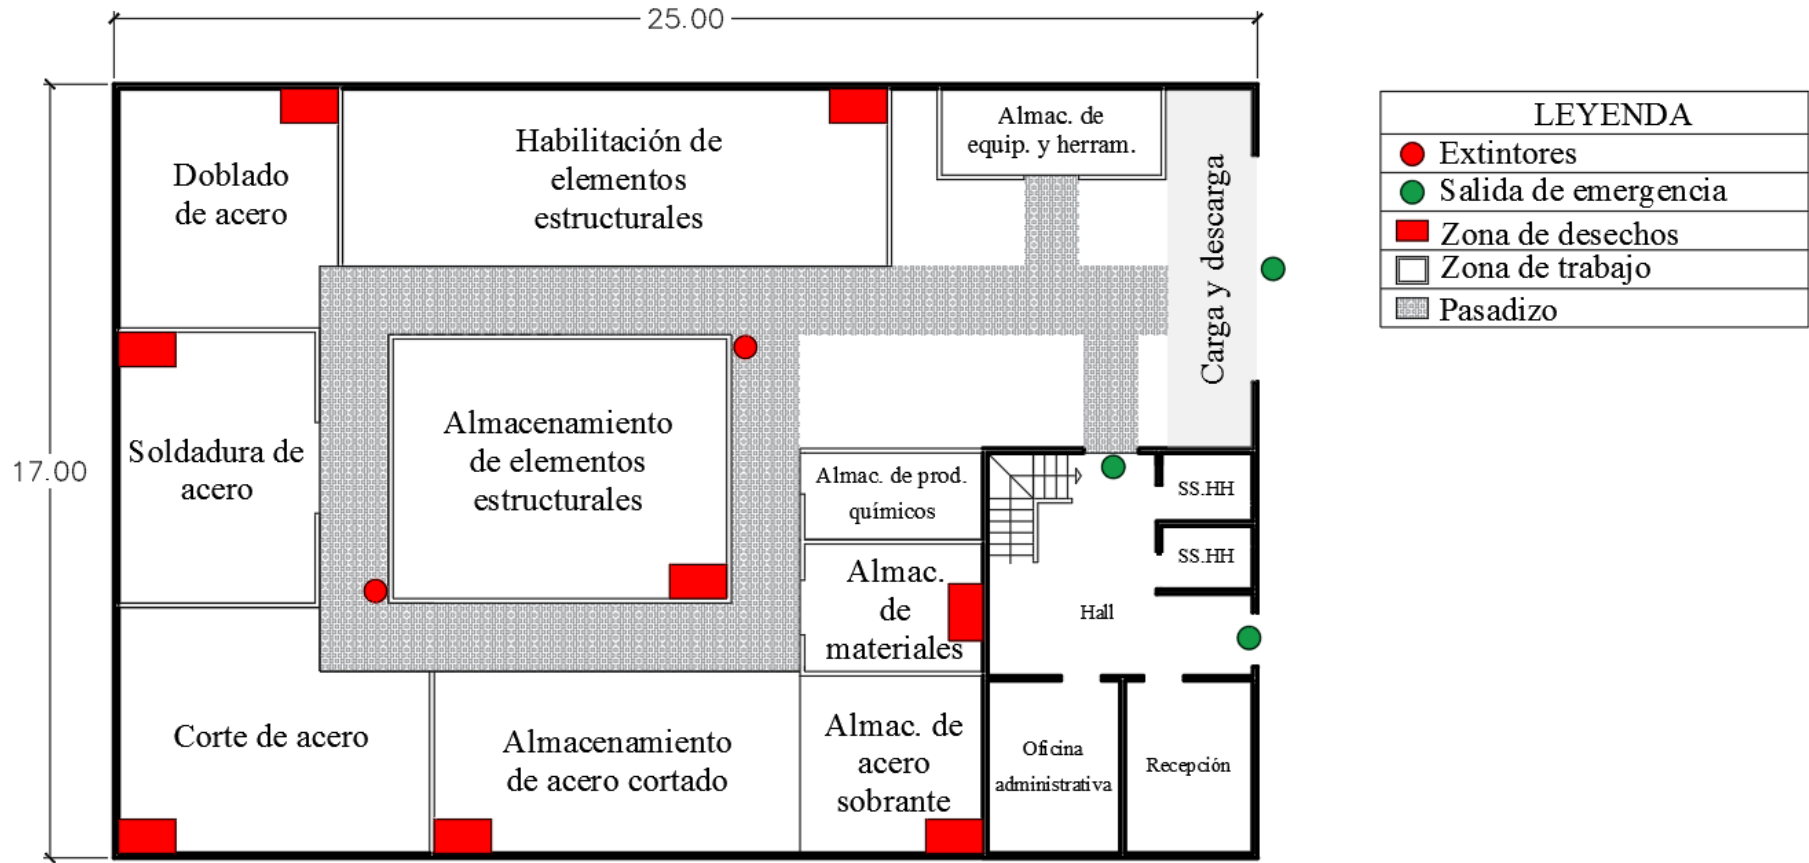 25.00
17.00
Doblado
de acero
Habilitación de
elementos
estructurales
Almac. de
equip. y herram.
Carga y descarga
Soldadura de
acero
Almacenamiento
de elementos
estructurales
Almac. de prod.
químicos
SS.HH
SS.HH
Almac.
de
materiales
Hall
Corte de acero
Almacenamiento
de acero cortado
Almac. de
acero
sobrante
Oficina
administrativa
Recepción
LEYENDA
Extintores
Salida de emergencia
Zona de desechos
Zona de trabajo
Pasadizo